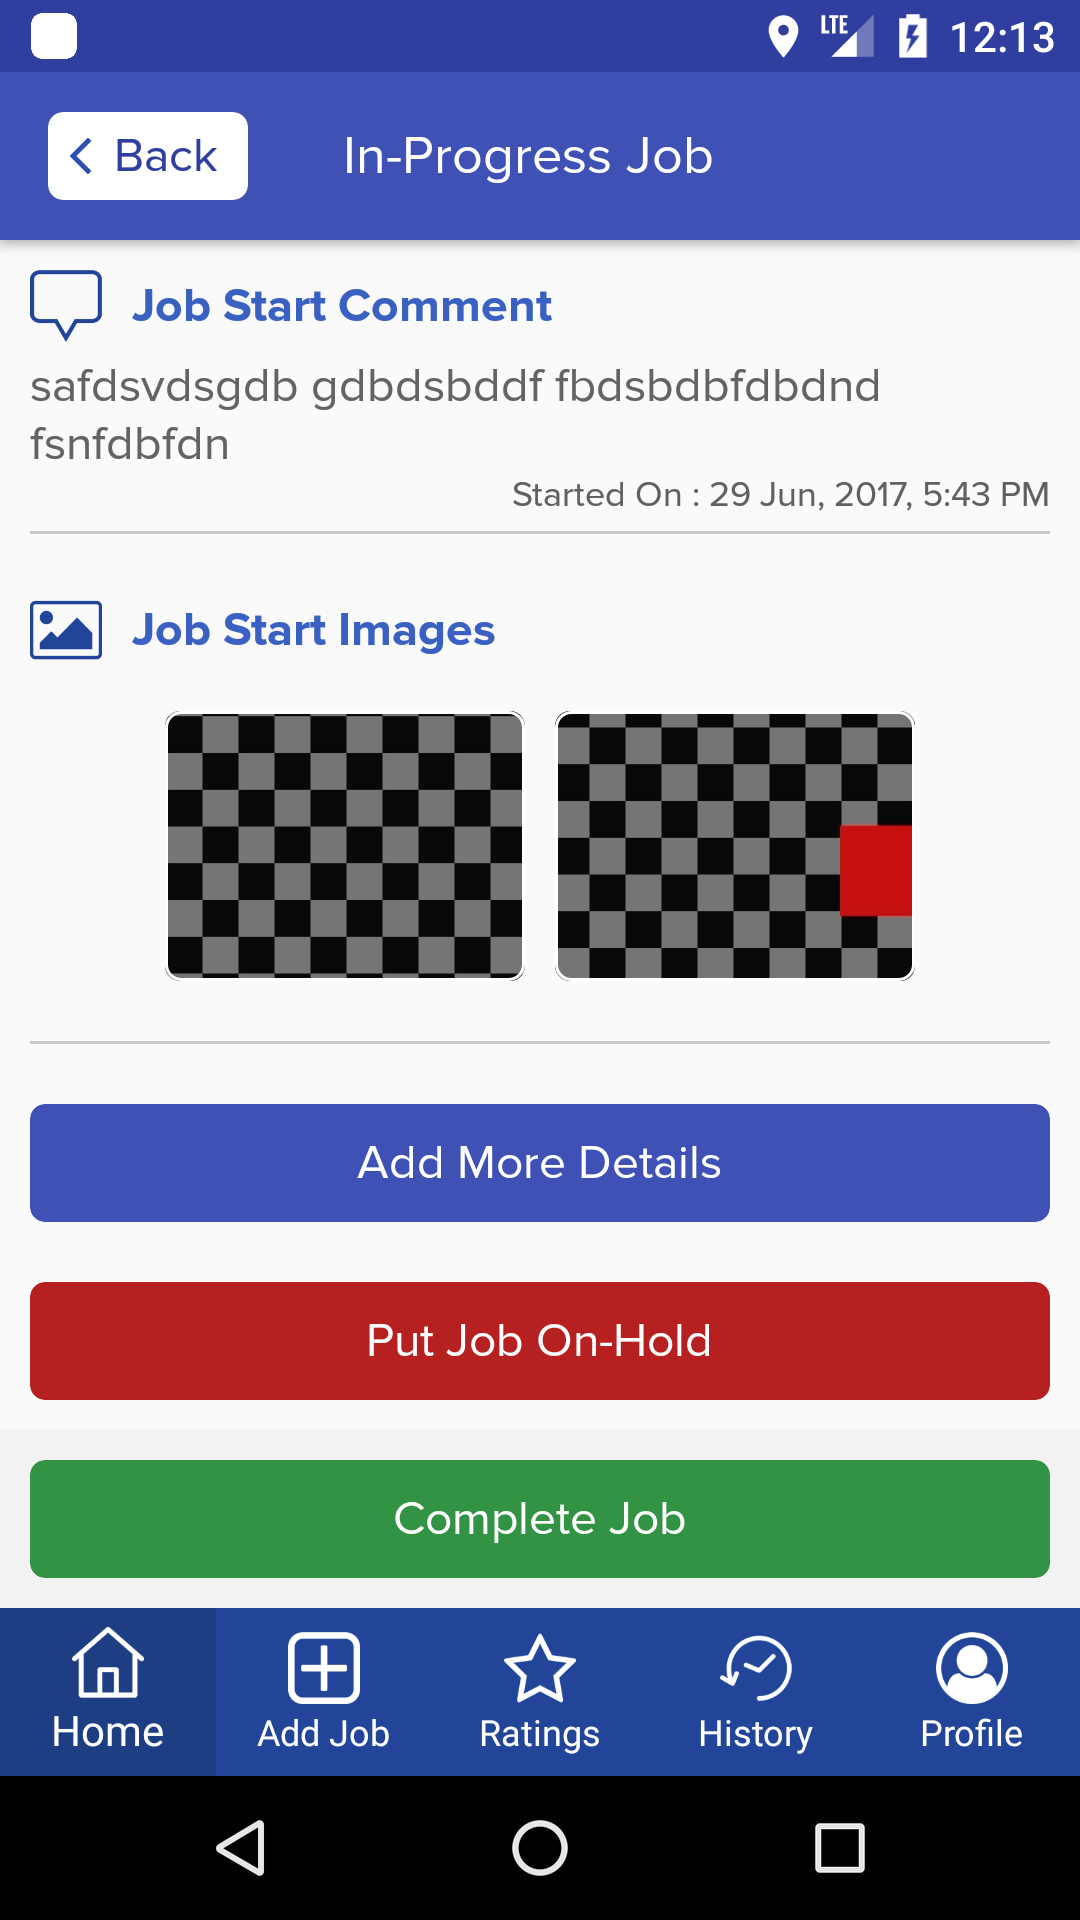 LTE 12:13
Back In-Progress Job
Job Start Comment
safdsvdsgdb gdbdsbddf fbdsbdbfdbdnd
fsnfdbfdn
Started On : 29 Jun, 2017, 5:43 PM
Job Start Images
Add More Details
Put Job On-Hold
Complete Job
Home Add Job Ratings History Profile